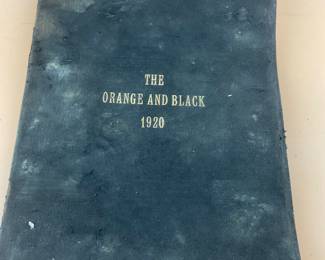 THE
ORANGE AND BLACK
1920